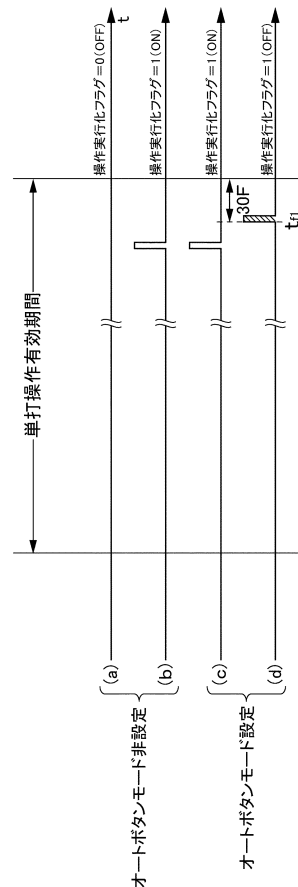 単打操作有効期間
オートボタンモード非設定
(a)
操作実行化フラグ=0(OFF)
t
(b)
操作実行化フラグ=1(ON)
オートボタンモード設定
(c)
操作実行化フラグ=1(ON)
30F
(d)
操作実行化フラグ=1(OFF)
tf1